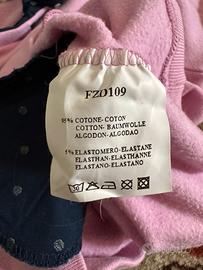 FZD109
95% COTONE-COTON
COTTON-BAUMWOLLE
ALGODON-ALGODAO
5% ELASTOMERO-ELASTANE
ELASTHAN-ELASTHANNE
ELASTANO-ELASTANO